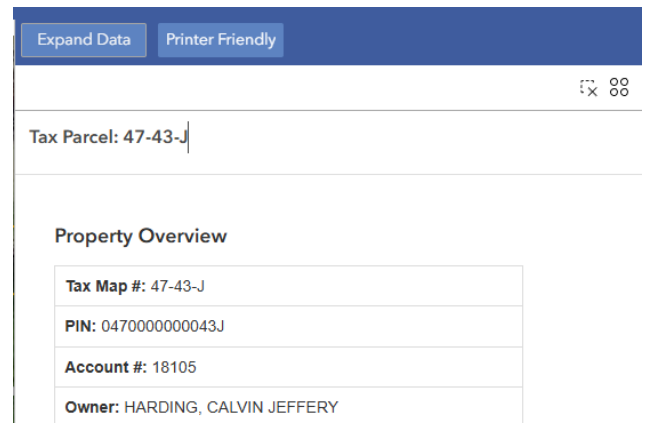 Expand Data Printer Friendly
Tax Parcel: 47-43-J
Property Overview
Tax Map #: 47-43-J
PIN: 0470000000043J
Account #: 18105
Owner: HARDING, CALVIN JEFFERY